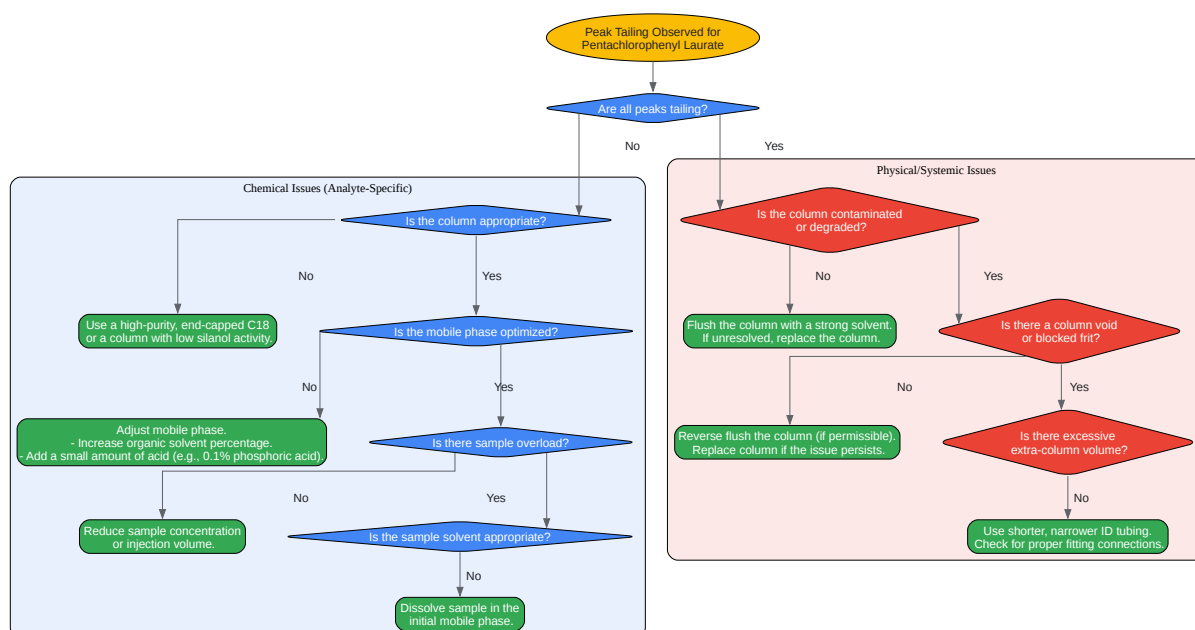 Peak Tailing Observed for
Pentachlorophenyl Laurate
Are all peaks tailing?
No
Yes
Chemical Issues (Analyte-Specific)
Is the column appropriate?
No
Yes
Use a high-purity, end-capped C18
or a column with low silanol activity.
Is the mobile phase optimized?
No
Yes
Adjust mobile phase.
- Increase organic solvent percentage.
- Add a small amount of acid (e.g., 0.1% phosphoric acid).
Is there sample overload?
No
Yes
Reduce sample concentration
or injection volume.
Is the sample solvent appropriate?
No
Dissolve sample in the
initial mobile phase.
Physical/Systemic Issues
Is the column contaminated
or degraded?
No
Yes
Flush the column with a strong solvent.
If unresolved, replace the column.
Is there a column void
or blocked frit?
No
Yes
Reverse flush the column (if permissible).
Replace column if the issue persists.
Is there excessive
extra-column volume?
No
Use shorter, narrower ID tubing.
Check for proper fitting connections.